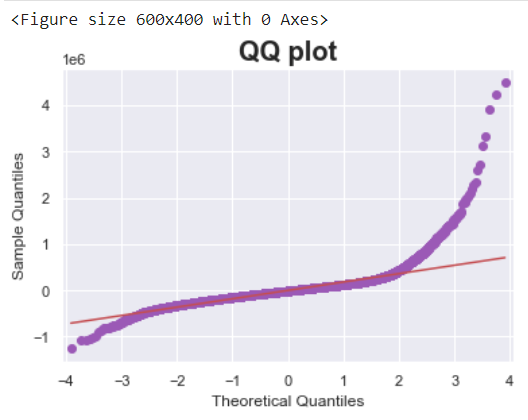 <Figure size 600x400 with 0 Axes>
QQ plot
1e6
4
3
2
1
0
−1
Sample Quantiles
−4 −3 −2 −1 0 1 2 3 4
Theoretical Quantiles